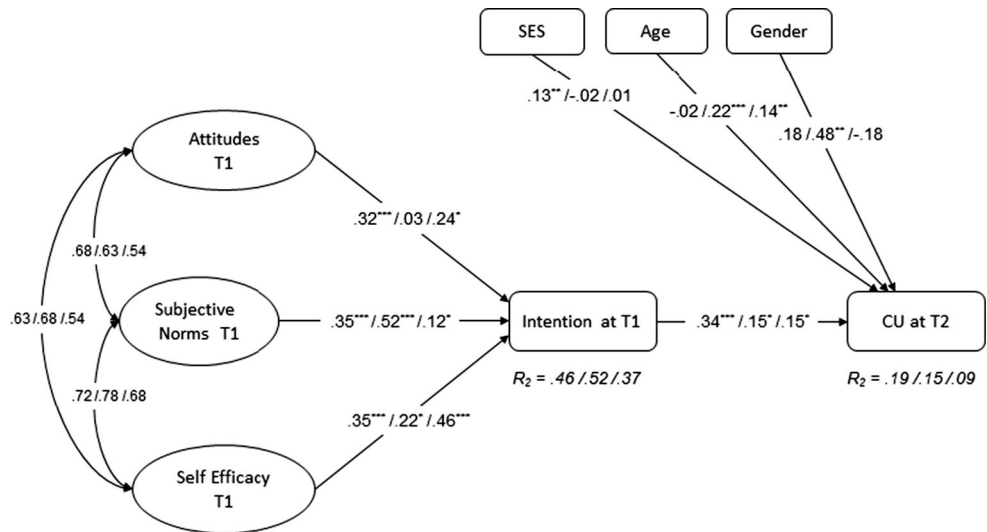 SES
Age
Gender
.13**/-.02/.01
-.02/.22***/.14**
.18/.48**/-.18
Attitudes
T1
.32***/.03/.24*
.68/.63/.54
.63/.68/.54
Subjective
Norms T1
.35***/.52***/.12*
Intention at T1
.34***/.15*/.15*
CU at T2
R2 = .46/.52/.37
R2 = .19/.15/.09
.72/.78/.68
.35***/.22*/.46***
Self Efficacy
T1